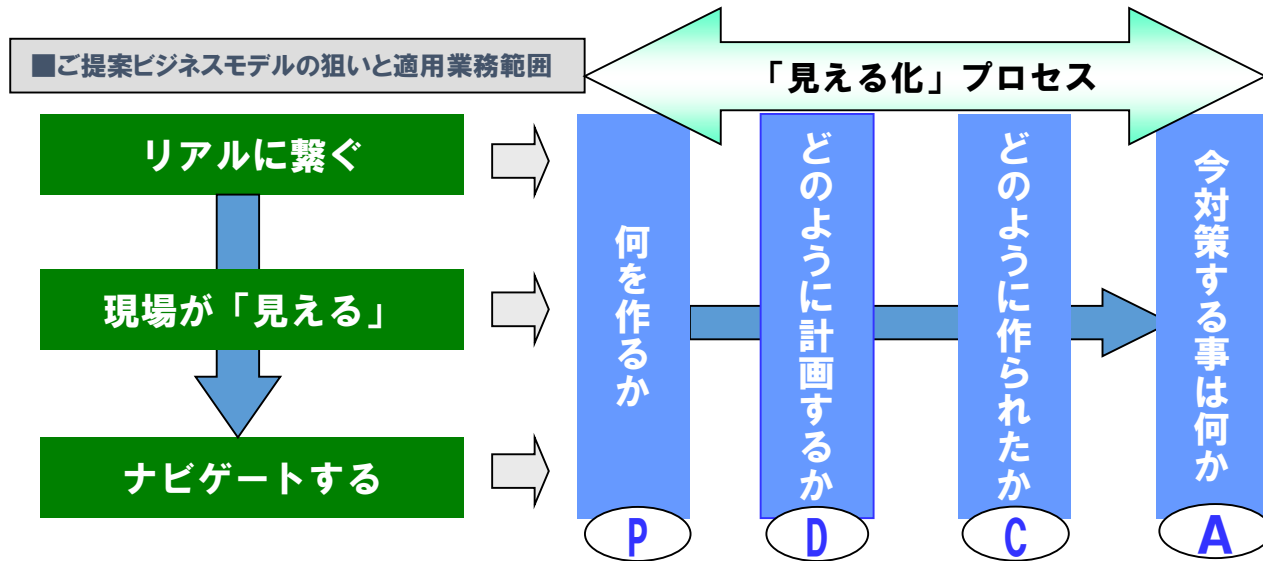 ■ご提案ビジネスモデルの狙いと適用業務範囲
「見える化」プロセス
リアルに繋ぐ
現場が「見える」
ナビゲートする
何を作るか
どのように計画するか
どのように作られたか
今対策する事は何か
P
D
C
A